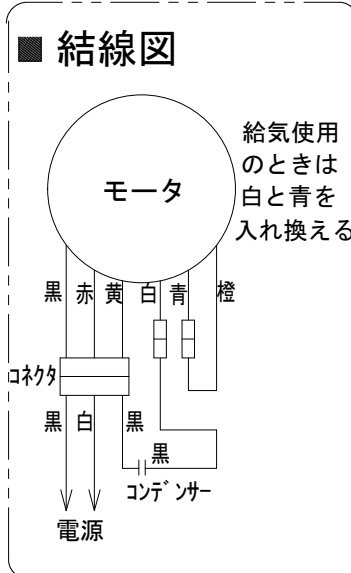 ■ 結線図
給気使用
のときは
白と青を
入れ換える
モータ
黒 赤 黄 白 青 橙
コネクタ
黒 白 黒
黒
コンデンサー
電源